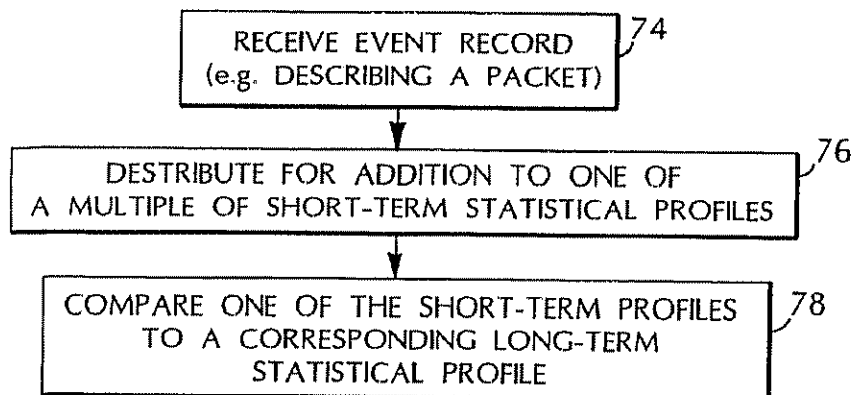 RECEIVE EVENT RECORD
(e.g. DESCRIBING A PACKET)
74
DESTRIBUTE FOR ADDITION TO ONE OF
A MULTIPLE OF SHORT-TERM STATISTICAL PROFILES
76
COMPARE ONE OF THE SHORT-TERM PROFILES
TO A CORRESPONDING LONG-TERM
STATISTICAL PROFILE
78